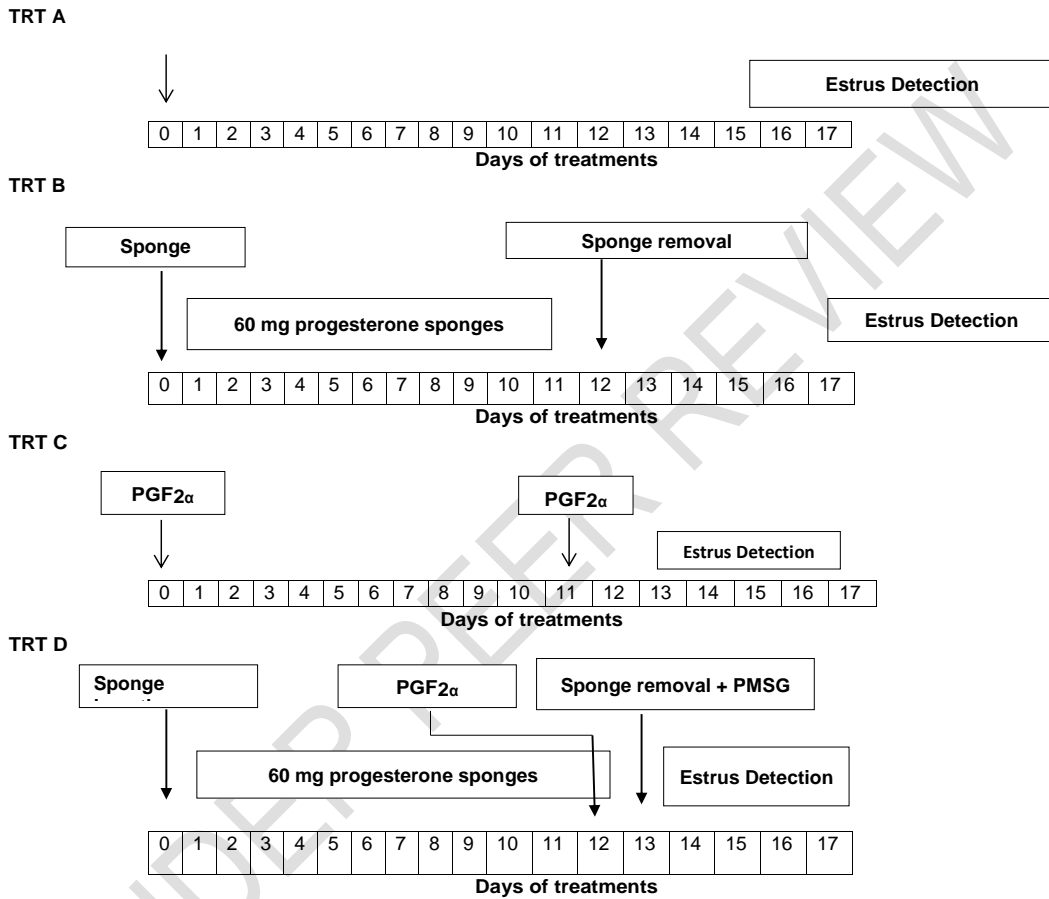 TRT A
Estrus Detection
0 1 2 3 4 5 6 7 8 9 10 11 12 13 14 15 16 17
Days of treatments
TRT B
Sponge
Sponge removal
60 mg progesterone sponges
Estrus Detection
0 1 2 3 4 5 6 7 8 9 10 11 12 13 14 15 16 17
Days of treatments
TRT C
PGF2α
PGF2α
Estrus Detection
0 1 2 3 4 5 6 7 8 9 10 11 12 13 14 15 16 17
Days of treatments
TRT D
Sponge
PGF2α
Sponge removal + PMSG
60 mg progesterone sponges
Estrus Detection
0 1 2 3 4 5 6 7 8 9 10 11 12 13 14 15 16 17
Days of treatments
NDER PEER REVIEW